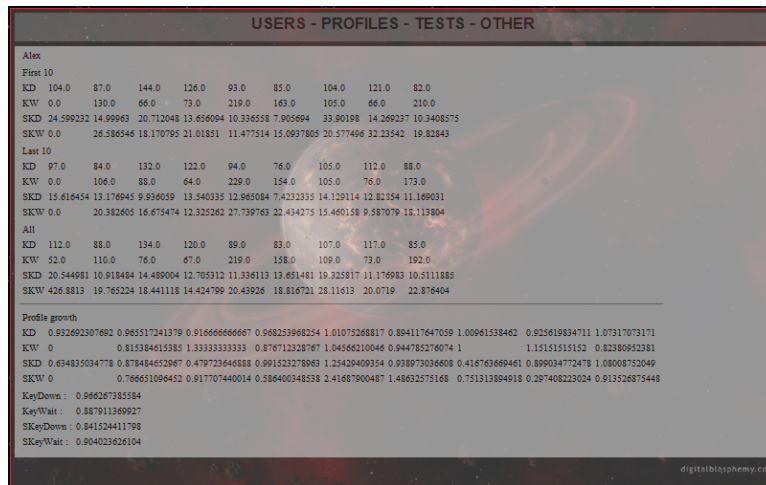 USERS - PROFILES - TESTS - OTHER
Alex
First 10
KD 104.0 87.0 144.0 126.0 93.0 85.0 104.0 121.0 82.0
KW 0.0 130.0 66.0 73.0 219.0 163.0 105.0 66.0 210.0
SKD 24.599232 14.99963 20.712048 13.656094 10.336558 7.905694 33.90198 14.269237 10.3408575
SKW 0.0 26.586546 18.170795 21.01851 11.477514 15.0937805 20.577496 32.23542 19.82843
Last 10
KD 97.0 84.0 132.0 122.0 94.0 76.0 105.0 112.0 88.0
KW 0.0 106.0 88.0 64.0 229.0 154.0 105.0 76.0 173.0
SKD 15.616454 13.176945 9.936059 13.540335 12.965084 7.4232335 14.129114 12.82854 11.169031
SKW 0.0 20.382605 16.675474 12.325262 27.739763 22.434275 15.460158 9.587079 18.113804
All
KD 112.0 88.0 134.0 120.0 89.0 83.0 107.0 117.0 85.0
KW 52.0 110.0 76.0 67.0 219.0 158.0 109.0 73.0 192.0
SKD 20.544981 10.918484 14.489004 12.705312 11.336113 13.651481 19.325817 11.176983 10.5111885
SKW 426.8813 19.765224 18.441118 14.424799 20.43926 18.816721 28.11613 20.0719 22.876404
Profile growth
KD 0.932692307692 0.965517241379 0.916666666667 0.968253968254 1.01075268817 0.894117647059 1.00961538462 0.925619834711 1.07317073171
KW 0 0.815384615385 1.33333333333 0.876712328767 1.04566210046 0.944785276074 1 1.15151515152 0.82380952381
SKD 0.634835034778 0.878484652967 0.479723646888 0.991523278963 1.25429409354 0.938973036608 0.416763669461 0.899034772478 1.08008752049
SKW 0 0.766651096452 0.917707440014 0.586400348538 2.41687900487 1.48632575168 0.751313894918 0.297408223024 0.913526875448
KeyDown : 0.966267385584
KeyWait : 0.887911369927
SKeyDown : 0.841524411798
SKeyWait : 0.904023626104
digitalblasphemy.co